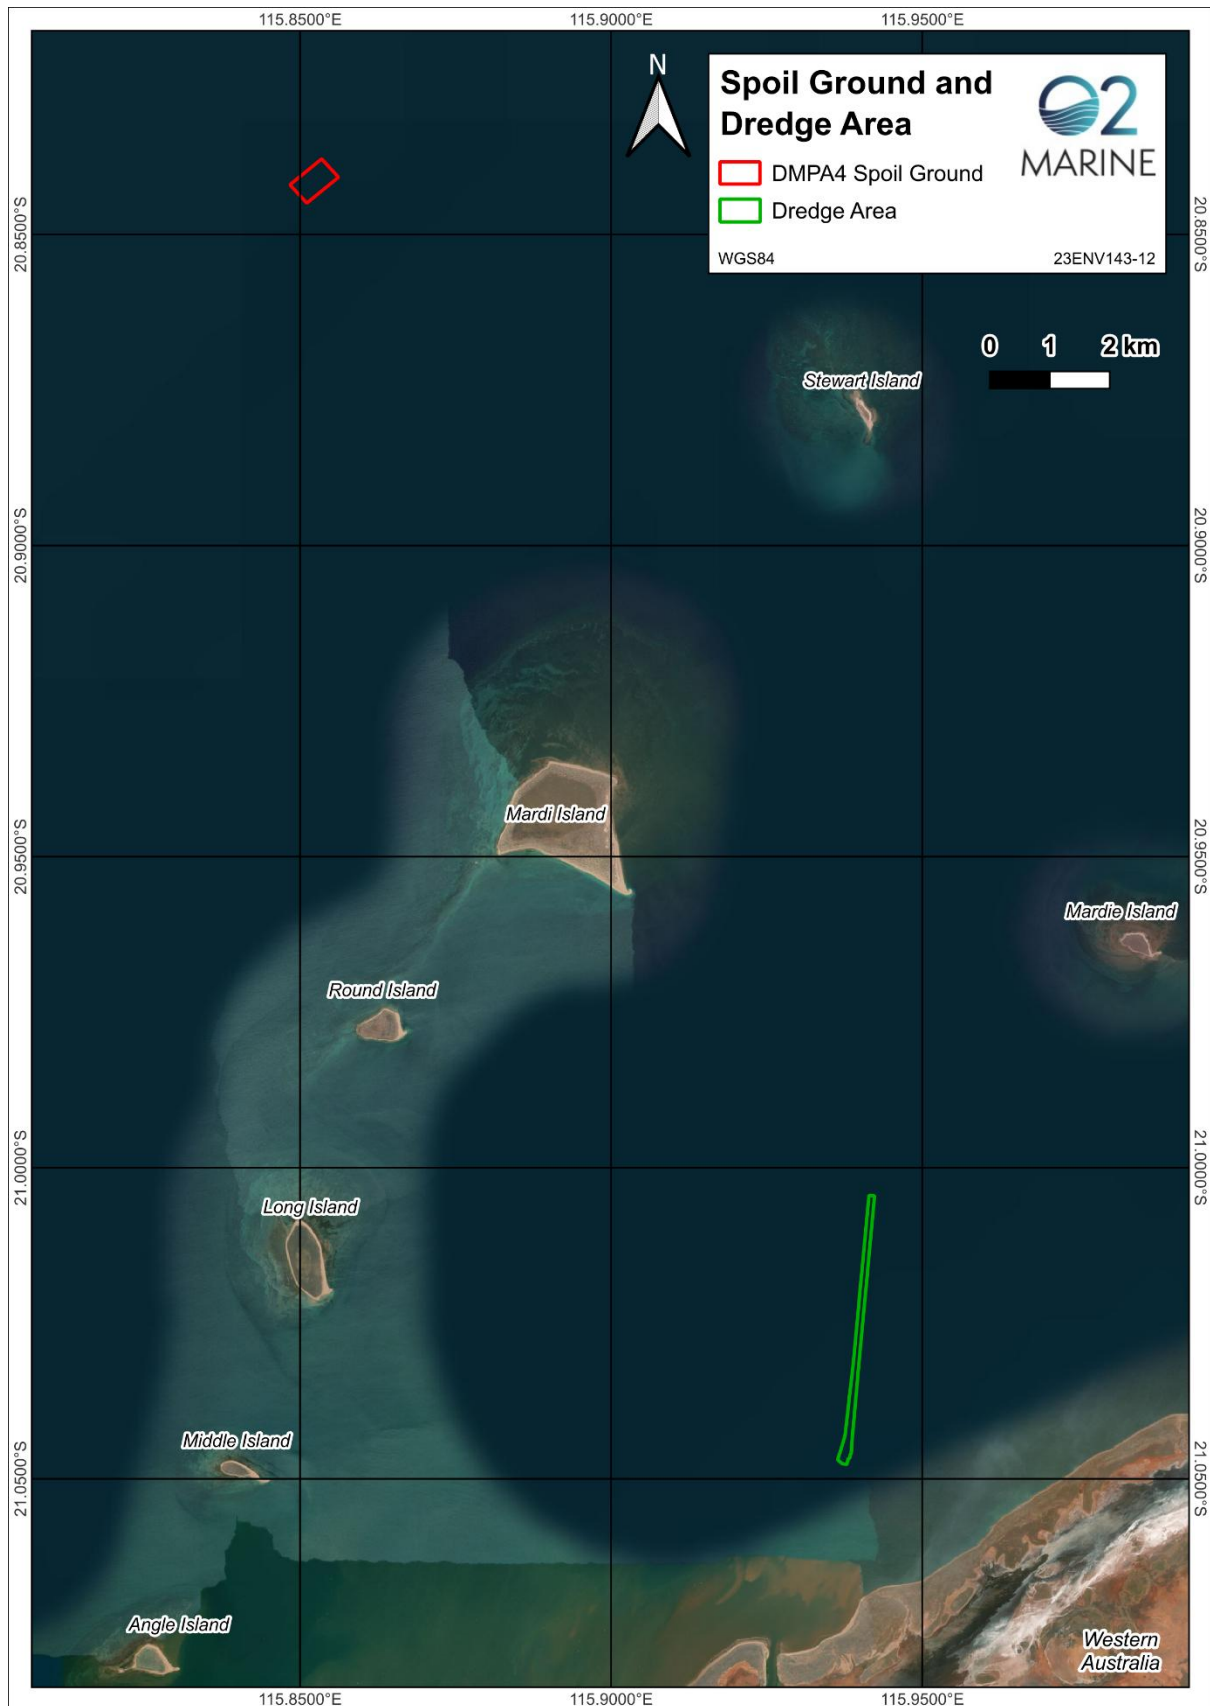 115.8500°E 115.9000°E 115.9500°E
N
Spoil Ground and
Dredge Area
O2
MARINE
DMPA4 Spoil Ground
Dredge Area
WGS84 23ENV143-12
20.8500°S 20.8500°S
0 1 2 km
Stewart Island
20.9000°S 20.9000°S
Mardi Island
20.9500°S 20.9500°S
Mardie Island
Round Island
21.0000°S 21.0000°S
Long Island
Middle Island
21.0500°S 21.0500°S
Angle Island
Western
Australia
115.8500°E 115.9000°E 115.9500°E